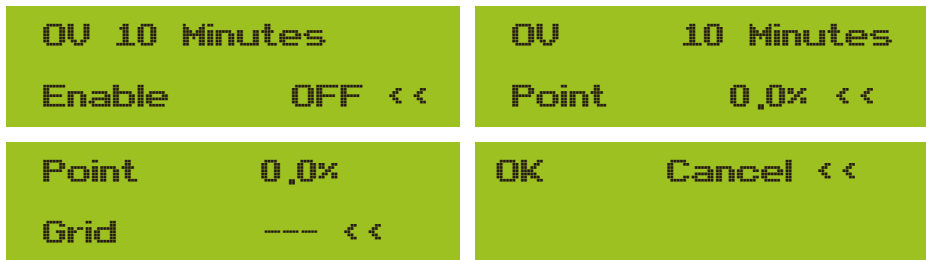 OV 10 Minutes
Enable OFF <<
OV 10 Minutes
Point 0.0% <<
Point 0.0%
Grid --- <<
OK Cancel <<